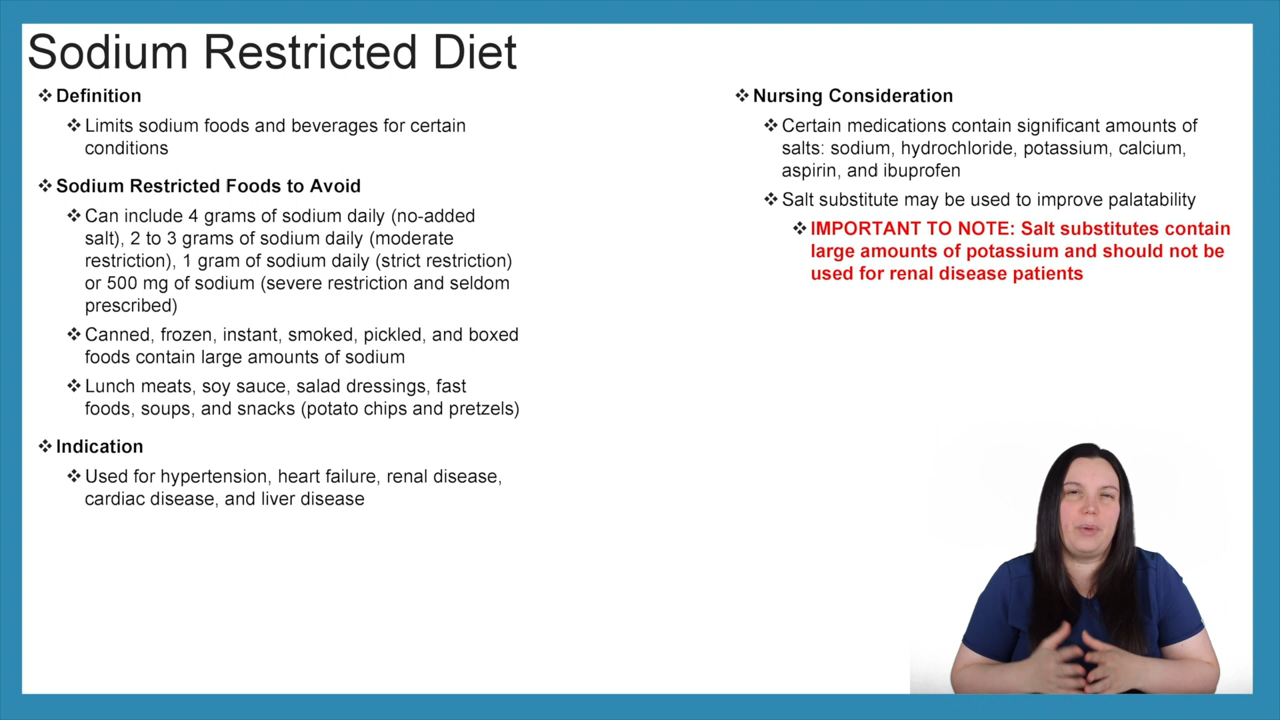 Sodium Restricted Diet
❖ Definition
❖ Limits sodium foods and beverages for certain
conditions
❖ Sodium Restricted Foods to Avoid
❖ Can include 4 grams of sodium daily (no-added
salt), 2 to 3 grams of sodium daily (moderate
restriction), 1 gram of sodium daily (strict restriction)
or 500 mg of sodium (severe restriction and seldom
prescribed)
❖ Canned, frozen, instant, smoked, pickled, and boxed
foods contain large amounts of sodium
❖ Lunch meats, soy sauce, salad dressings, fast
foods, soups, and snacks (potato chips and pretzels)
❖ Indication
❖ Used for hypertension, heart failure, renal disease,
cardiac disease, and liver disease
❖ Nursing Consideration
❖ Certain medications contain significant amounts of
salts: sodium, hydrochloride, potassium, calcium,
aspirin, and ibuprofen
❖ Salt substitute may be used to improve palatability
❖ IMPORTANT TO NOTE: Salt substitutes contain
large amounts of potassium and should not be
used for renal disease patients